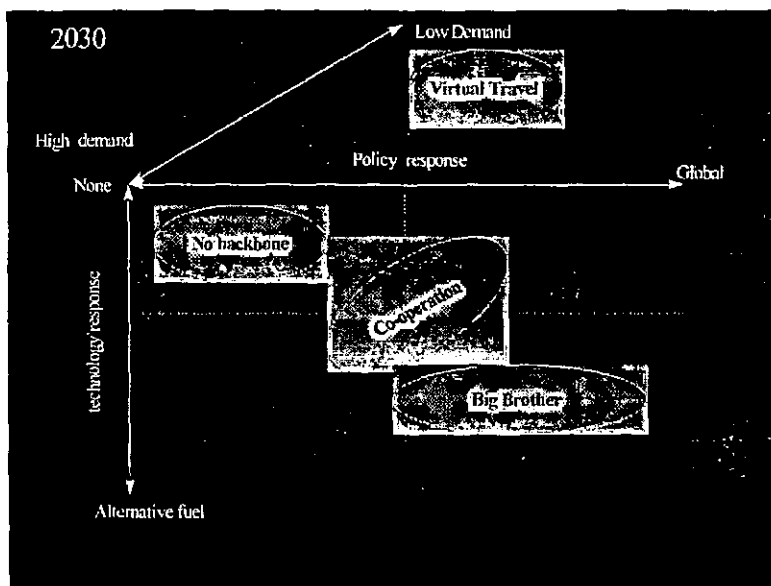 2030
Low Demand
Virtual Travel
High demand
Policy response
None
Global
No backbone
Co-operation
technology response
Big Brother
Alternative fuel